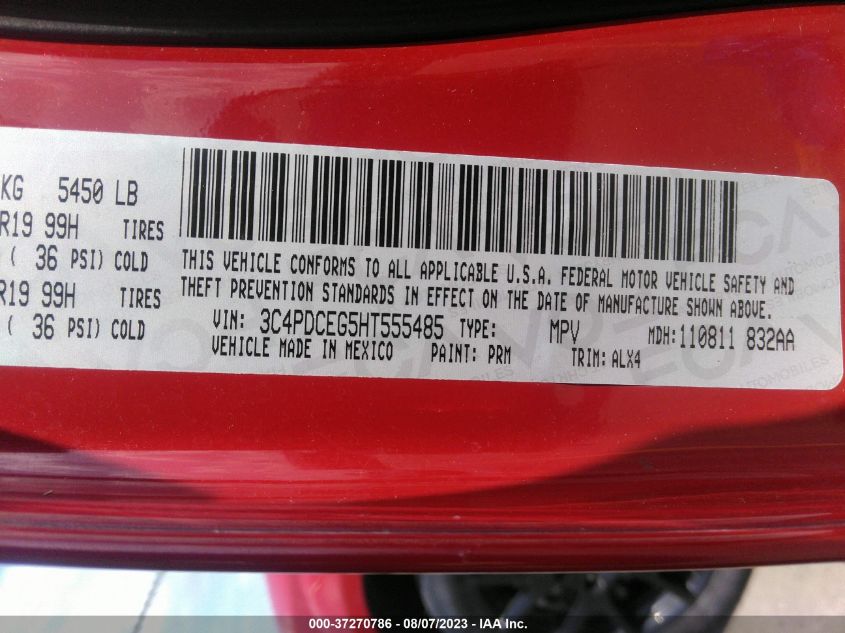 KG 5450 LB
R19 99H TIRES
( 36 PSI) COLD
R19 99H TIRES
( 36 PSI) COLD
THIS VEHICLE CONFORMS TO ALL APPLICABLE U.S.A. FEDERAL MOTOR VEHICLE SAFETY AND
THEFT PREVENTION STANDARDS IN EFFECT ON THE DATE OF MANUFACTURE SHOWN ABOVE.
VIN: 3C4PDCEG5HT555485 TYPE: MPV MDH:110811 832AA
VEHICLE MADE IN MEXICO PAINT: PRM TRIM:ALX4
000-37270786 - 08/07/2023 - IAA Inc.